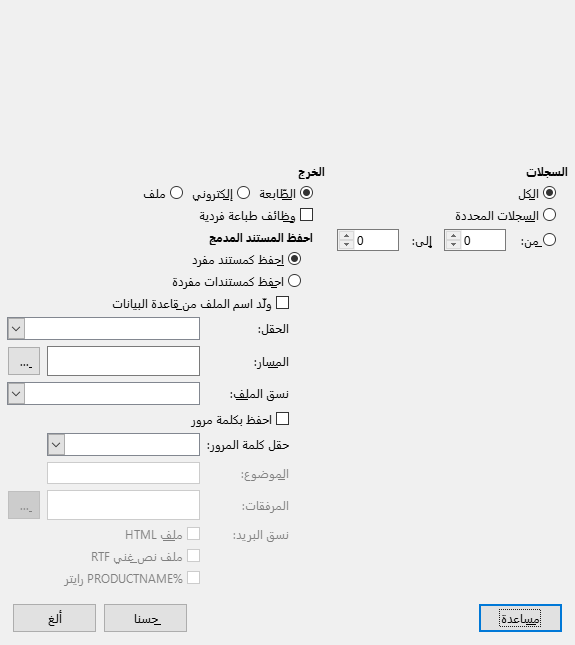 السجلات
الكل
السجلات المحددة
من: 0 إلى: 0
الخرج
الطّابعة إلكتروني ملف
وظائف طباعة فردية
احفظ المستند المدمج
احفظ كمستند مفرد
احفظ كمستندات مفردة
ولّد اسم الملف من قاعدة البيانات
الحقل:
المسار: ...
نسق الملف:
احفظ بكلمة مرور
حقل كلمة المرور:
الموضوع:
المرفقات: ...
نسق البريد: ملف HTML
ملف نص غني RTF
%PRODUCTNAME رايتر
مساعدة حسنا ألغ